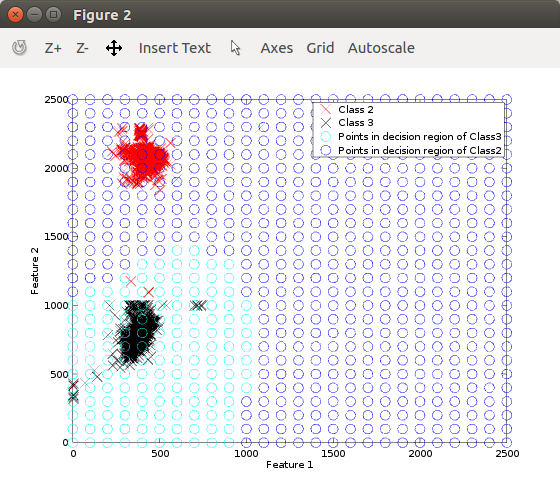 Figure 2
Z+ Z- Insert Text Axes Grid Autoscale
2500
2000
1500
1000
500
0
Feature 2
Class 2
Class 3
Points in decision region of Class3
Points in decision region of Class2
0 500 1000 1500 2000 2500
Feature 1